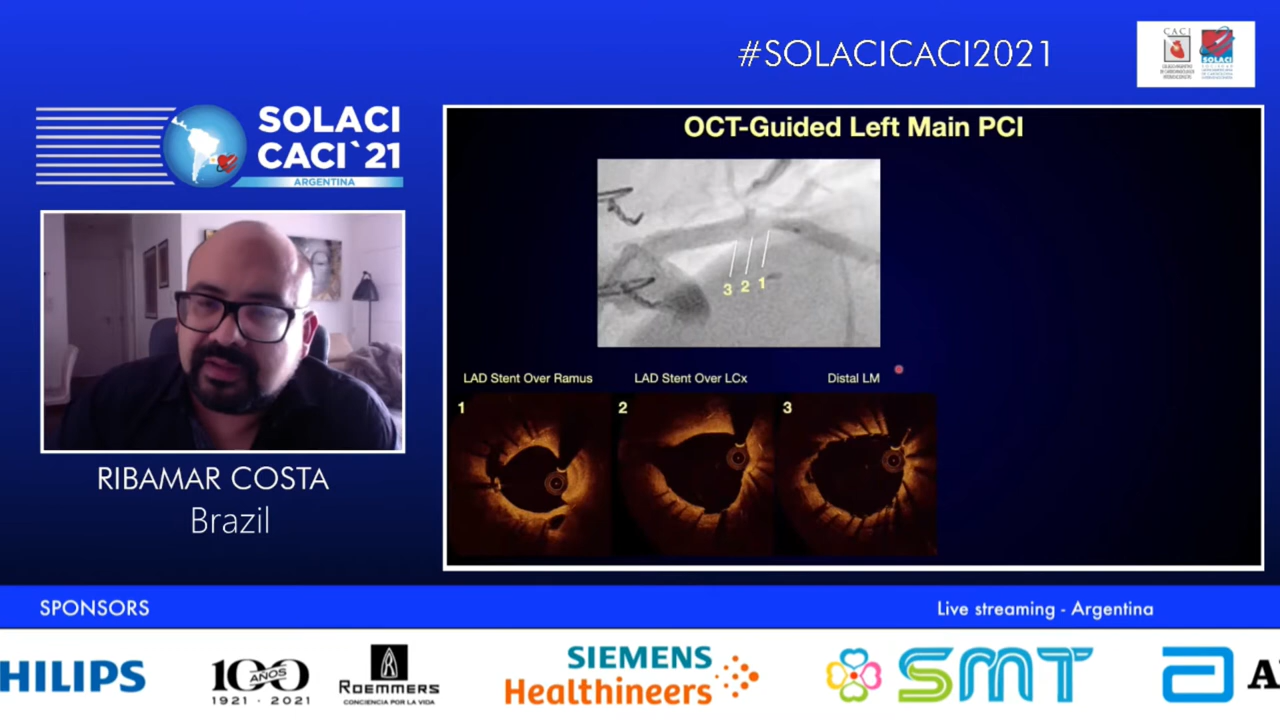 #SOLACICACI2021
CACI
SOLACI
SOLACI
CACI`21
ARGENTINA
OCT-Guided Left Main PCI
3 2 1
LAD Stent Over Ramus
LAD Stent Over LCx
Distal LM
1
2
3
RIBAMAR COSTA
Brazil
SPONSORS
Live streaming - Argentina
HILIPS
100
AÑOS
1921 · 2021
ROEMMERS
CONCIENCIA POR LA VIDA
SIEMENS
Healthineers
SMT
A